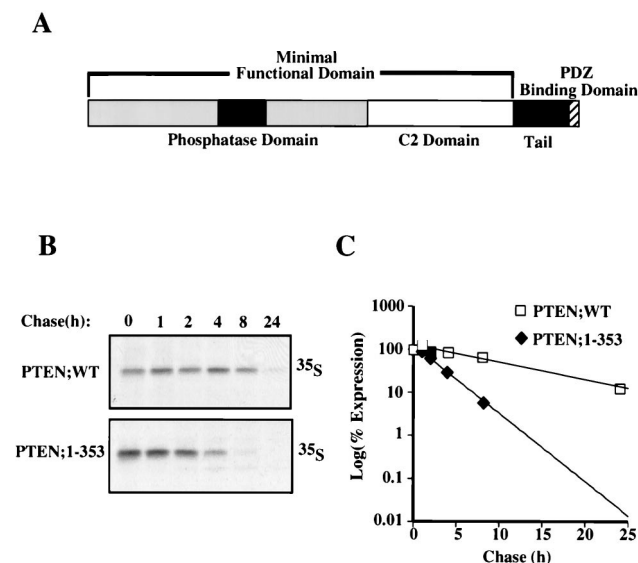 A
Minimal
Functional Domain
PDZ
Binding Domain
Phosphatase Domain
C2 Domain
Tail
B
Chase(h): 0 1 2 4 8 24
PTEN;WT
35S
PTEN;1-353
35S
C
PTEN;WT
PTEN;1-353
Log(% Expression)
1000
100
10
1
0.1
0.01
0 5 10 15 20 25
Chase (h)